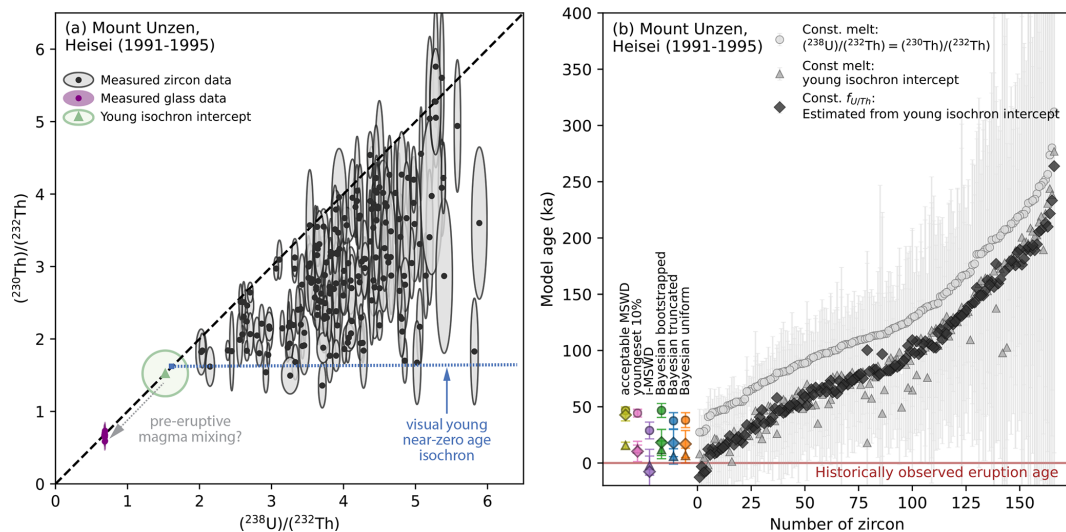 (a) Mount Unzen,
Heisei (1991-1995)
Measured zircon data
Measured glass data
Young isochron intercept
pre-eruptive
magma mixing?
visual young
near-zero age
isochron
6
5
4
3
2
1
0
0 1 2 3 4 5 6
(²³⁰Th)/(²³²Th)
(²³⁸U)/(²³²Th)
(b) Mount Unzen,
Heisei (1991-1995)
Const. melt:
(²³⁸U)/(²³²Th) = (²³⁰Th)/(²³²Th)
Const melt:
young isochron intercept
Const. f_{U/Th}:
Estimated from young isochron intercept
acceptable MSWD
youngeset 10%
I-MSWD
Bayesian bootstrapped
Bayesian truncated
Bayesian uniform
Historically observed eruption age
400
350
300
250
200
150
100
50
0
0 25 50 75 100 125 150
Model age (ka)
Number of zircon